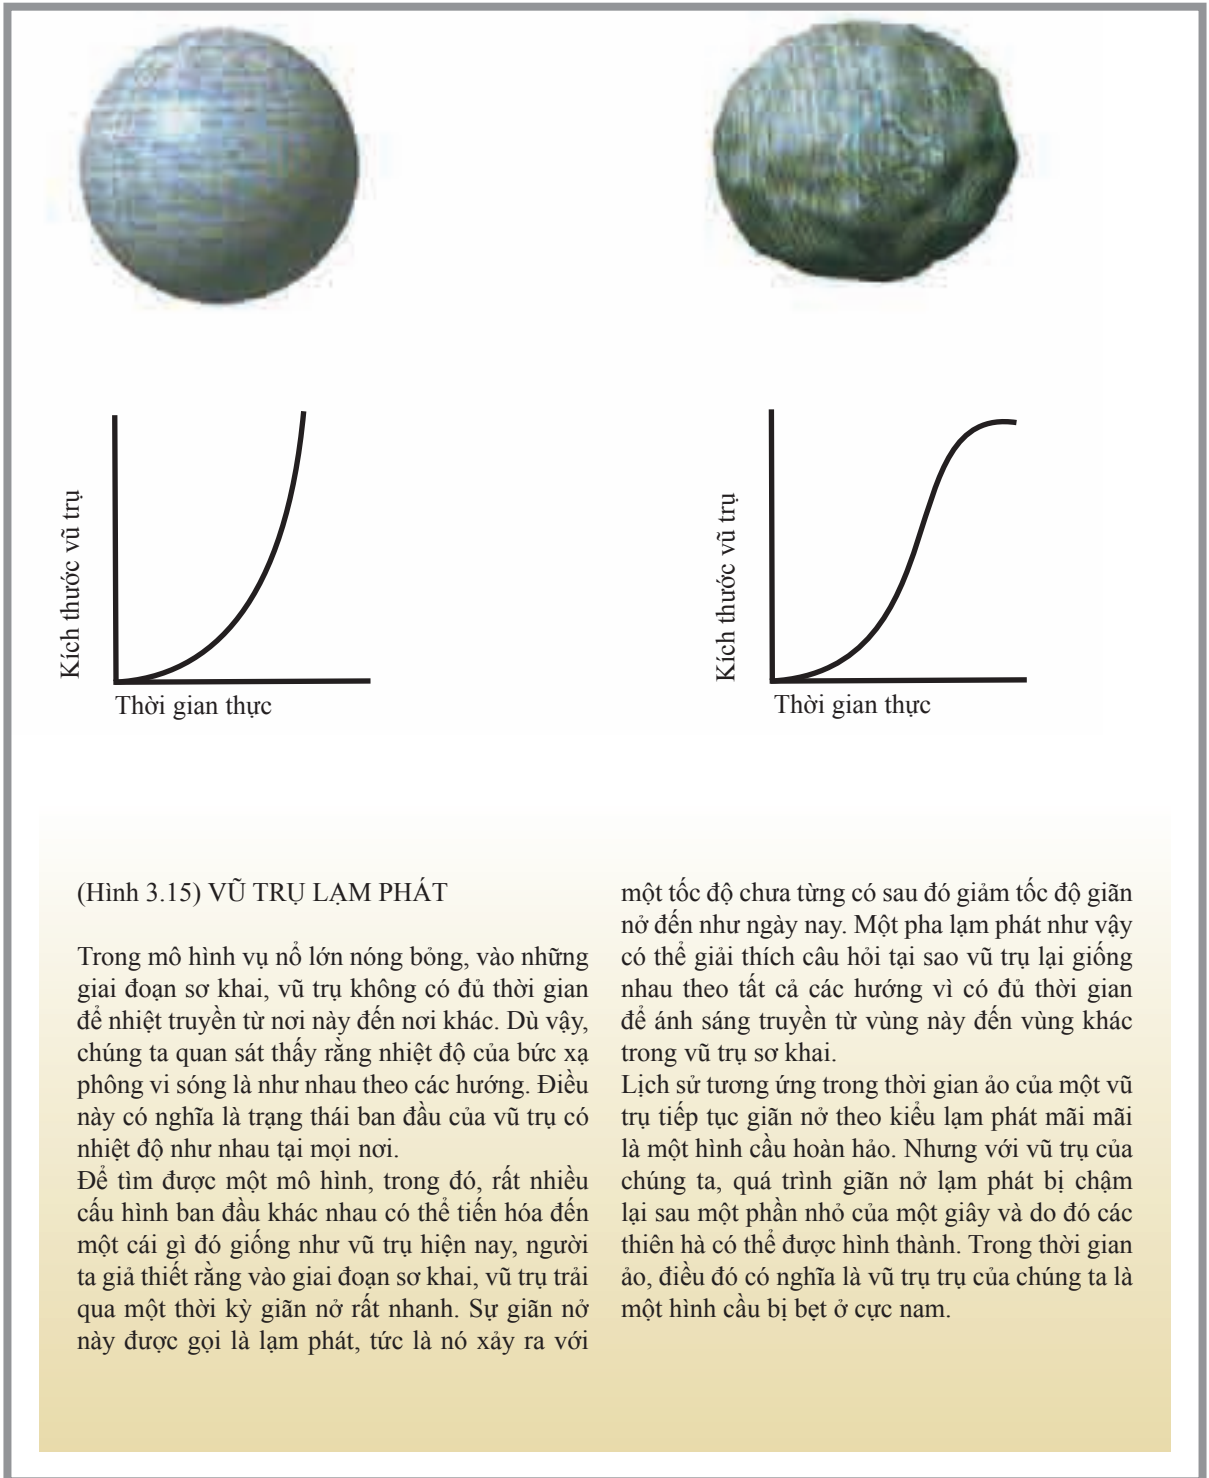 Kích thước vũ trụ
Thời gian thực
Kích thước vũ trụ
Thời gian thực
(Hình 3.15) VŨ TRỤ LẠM PHÁT
Trong mô hình vụ nổ lớn nóng bỏng, vào những
giai đoạn sơ khai, vũ trụ không có đủ thời gian
để nhiệt truyền từ nơi này đến nơi khác. Dù vậy,
chúng ta quan sát thấy rằng nhiệt độ của bức xạ
phông vi sóng là như nhau theo các hướng. Điều
này có nghĩa là trạng thái ban đầu của vũ trụ có
nhiệt độ như nhau tại mọi nơi.
Để tìm được một mô hình, trong đó, rất nhiều
cấu hình ban đầu khác nhau có thể tiến hóa đến
một cái gì đó giống như vũ trụ hiện nay, người
ta giả thiết rằng vào giai đoạn sơ khai, vũ trụ trải
qua một thời kỳ giãn nở rất nhanh. Sự giãn nở
này được gọi là lạm phát, tức là nó xảy ra với
một tốc độ chưa từng có sau đó giảm tốc độ giãn
nở đến như ngày nay. Một pha lạm phát như vậy
có thể giải thích câu hỏi tại sao vũ trụ lại giống
nhau theo tất cả các hướng vì có đủ thời gian
để ánh sáng truyền từ vùng này đến vùng khác
trong vũ trụ sơ khai.
Lịch sử tương ứng trong thời gian ảo của một vũ
trụ tiếp tục giãn nở theo kiểu lạm phát mãi mãi
là một hình cầu hoàn hảo. Nhưng với vũ trụ của
chúng ta, quá trình giãn nở lạm phát bị chậm
lại sau một phần nhỏ của một giây và do đó các
thiên hà có thể được hình thành. Trong thời gian
ảo, điều đó có nghĩa là vũ trụ trụ của chúng ta là
một hình cầu bị bẹt ở cực nam.